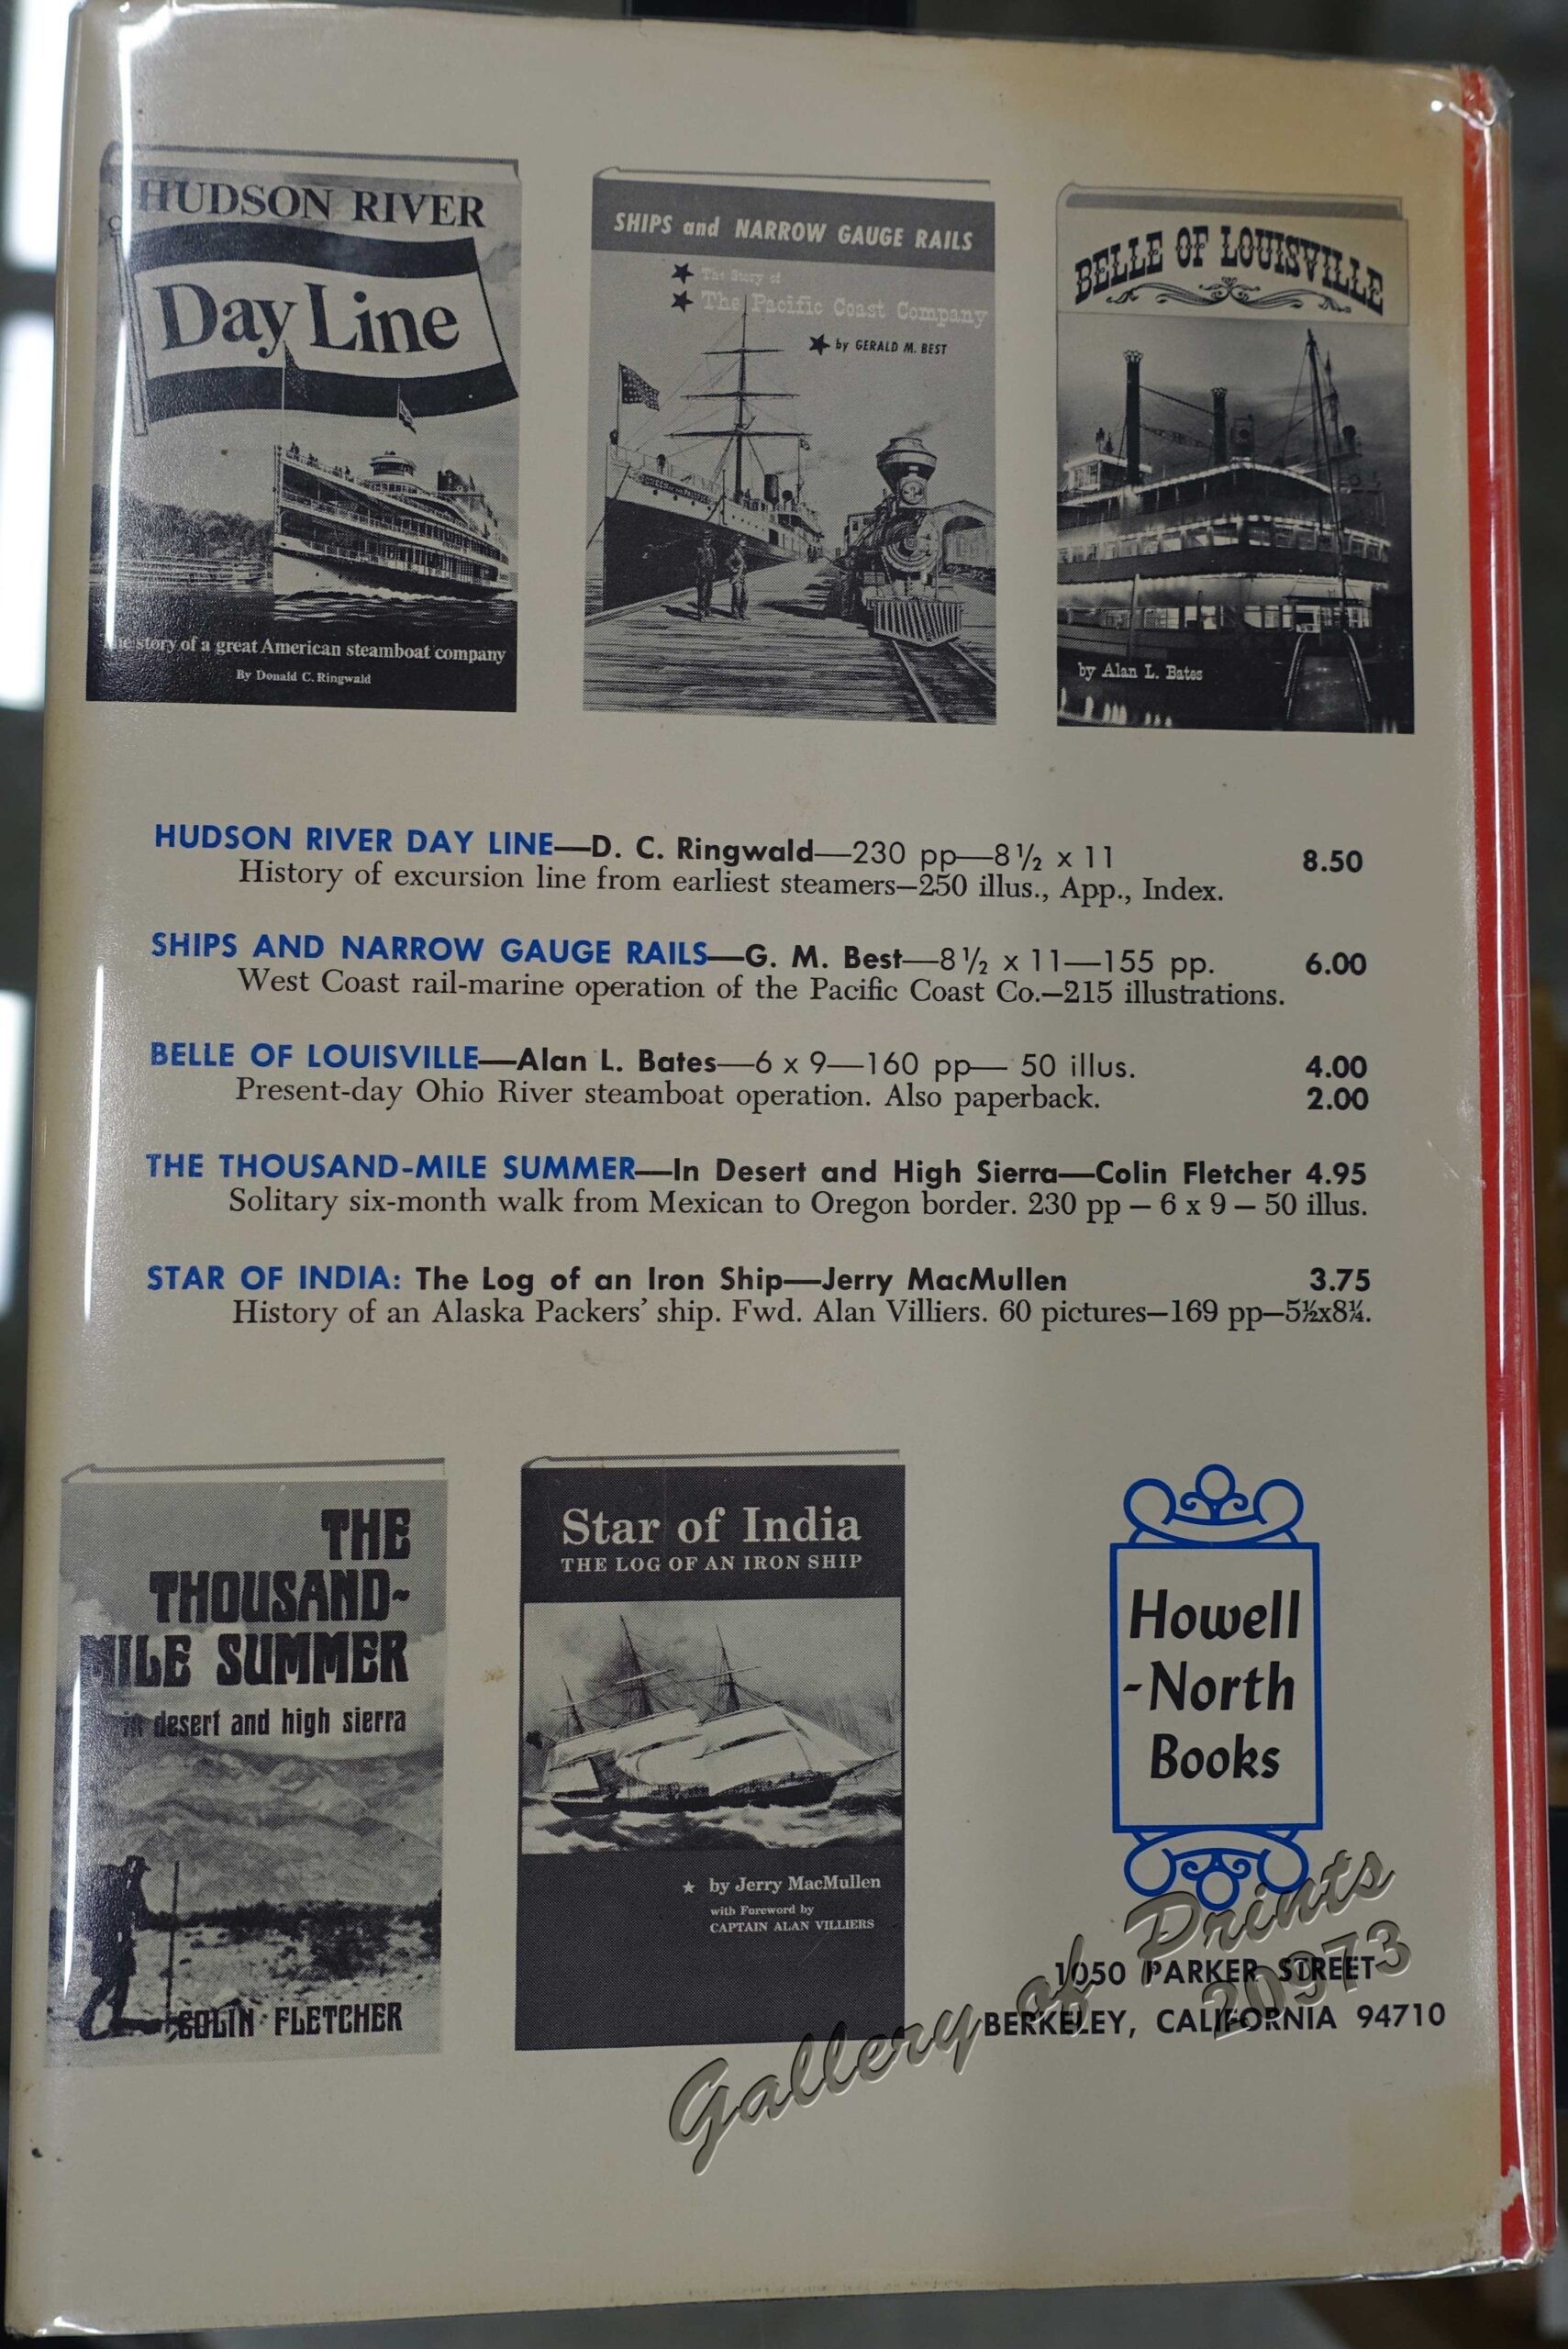 HUDSON RIVER
Day Line
The story of a great American steamboat company
By Donald C. Ringwald
SHIPS and NARROW GAUGE RAILS
★ The Story of
★ The Pacific Coast Company
★ by GERALD M. BEST
BELLE OF LOUISVILLE
by Alan L. Bates
HUDSON RIVER DAY LINE—D. C. Ringwald—230 pp—8½ x 11 8.50
History of excursion line from earliest steamers—250 illus., App., Index.
SHIPS AND NARROW GAUGE RAILS—G. M. Best—8½ x 11—155 pp. 6.00
West Coast rail-marine operation of the Pacific Coast Co.—215 illustrations.
BELLE OF LOUISVILLE—Alan L. Bates—6 x 9—160 pp— 50 illus. 4.00
Present-day Ohio River steamboat operation. Also paperback. 2.00
THE THOUSAND-MILE SUMMER—In Desert and High Sierra—Colin Fletcher 4.95
Solitary six-month walk from Mexican to Oregon border. 230 pp — 6 x 9 — 50 illus.
STAR OF INDIA: The Log of an Iron Ship—Jerry MacMullen 3.75
History of an Alaska Packers' ship. Fwd. Alan Villiers. 60 pictures—169 pp—5½x8¼.
THE
THOUSAND-
MILE SUMMER
in desert and high sierra
COLIN FLETCHER
Star of India
THE LOG OF AN IRON SHIP
★ by Jerry MacMullen
with Foreword by
CAPTAIN ALAN VILLIERS
Howell
-North
Books
1050 PARKER STREET
BERKELEY, CALIFORNIA 94710
Gallery of Prints
20973